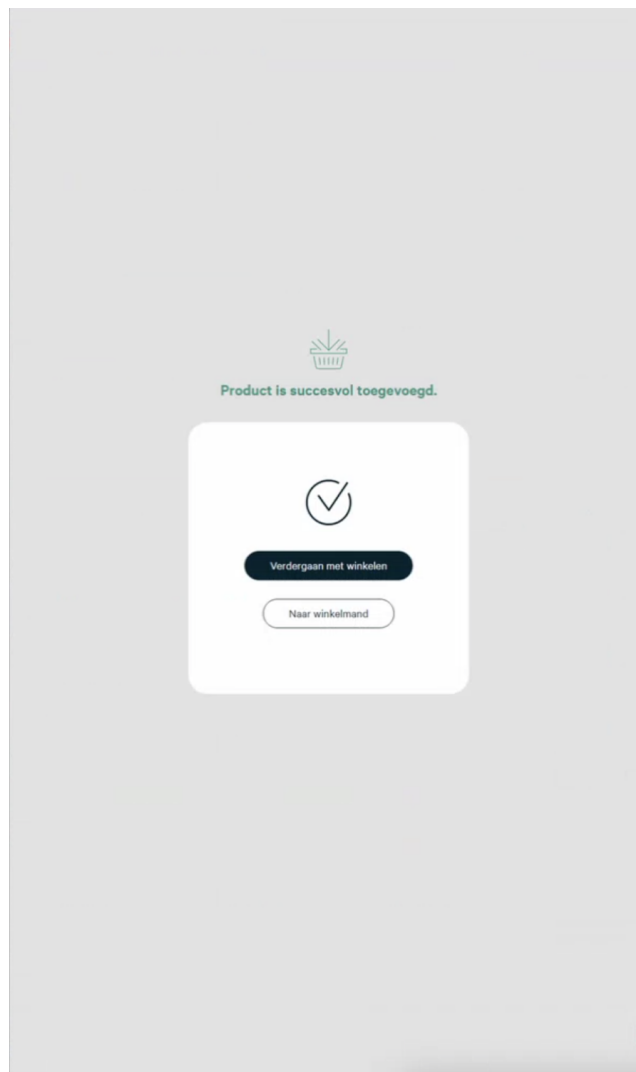 Product is succesvol toegevoegd.
Verdergaan met winkelen
Naar winkelmand